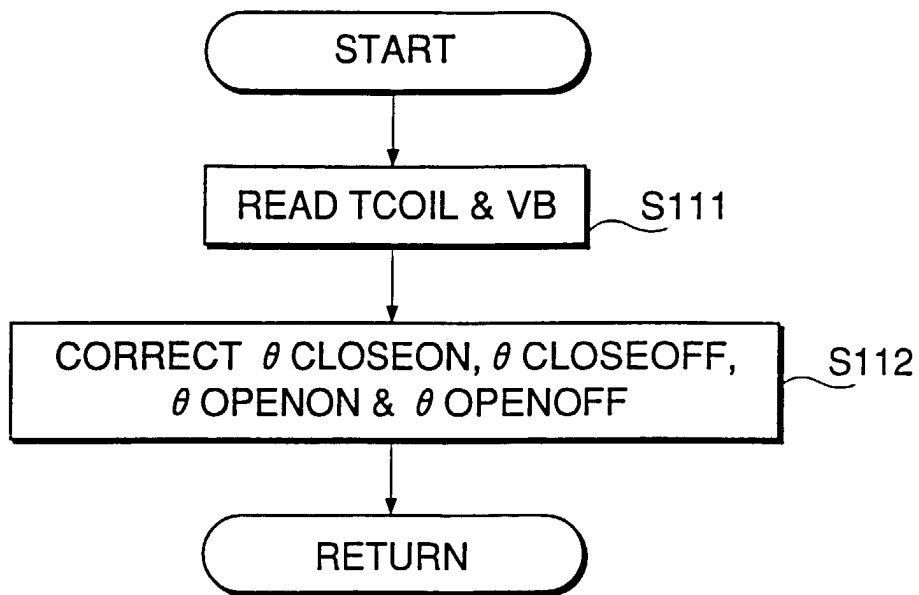 START
READ TCOIL & VB
S111
CORRECT θ CLOSEON, θ CLOSEOFF,
θ OPENON & θ OPENOFF
S112
RETURN